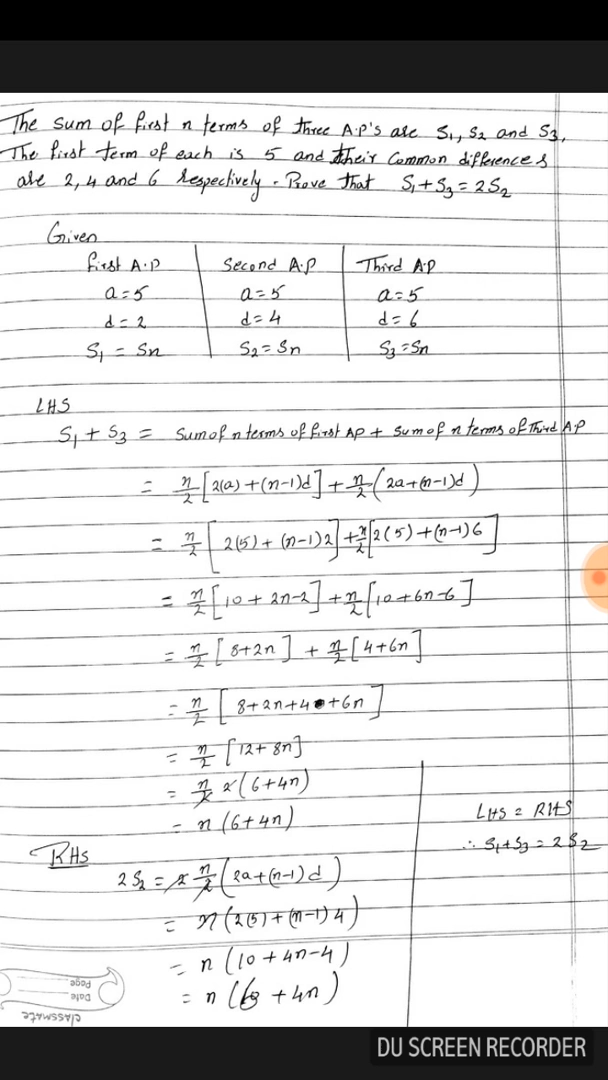 The sum of first n terms of three A.P's are S₁, S₂ and S₃.
The first term of each is 5 and their common differences
are 2, 4 and 6 respectively. Prove that S₁+S₃ = 2S₂
Given
first A.P | Second A.P | Third A.P
a=5 | a=5 | a=5
d=2 | d=4 | d=6
S₁ = Sn | S₂=Sn | S₃=Sn
LHS
S₁ + S₃ = Sum of n terms of first AP + Sum of n terms of Third AP
= n/2 [2(a)+(n-1)d] + n/2 (2a+(n-1)d)
= n/2 [2(5)+(n-1)2] + n/2 [2(5)+(n-1)6]
= n/2 [10+2n-2] + n/2 [10+6n-6]
= n/2 [8+2n] + n/2 [4+6n]
= n/2 [8+2n+4+6n]
= n/2 [12+8n]
= n/2 2(6+4n)
= n(6+4n)
LHS = RHS
∴ S₁+S₃ = 2S₂
RHS
2S₂ = 2 n/2 (2a+(n-1)d)
= n(2(5)+(n-1)4)
= n(10+4n-4)
= n(6+4n)
Page
Date
classmate
DU SCREEN RECORDER